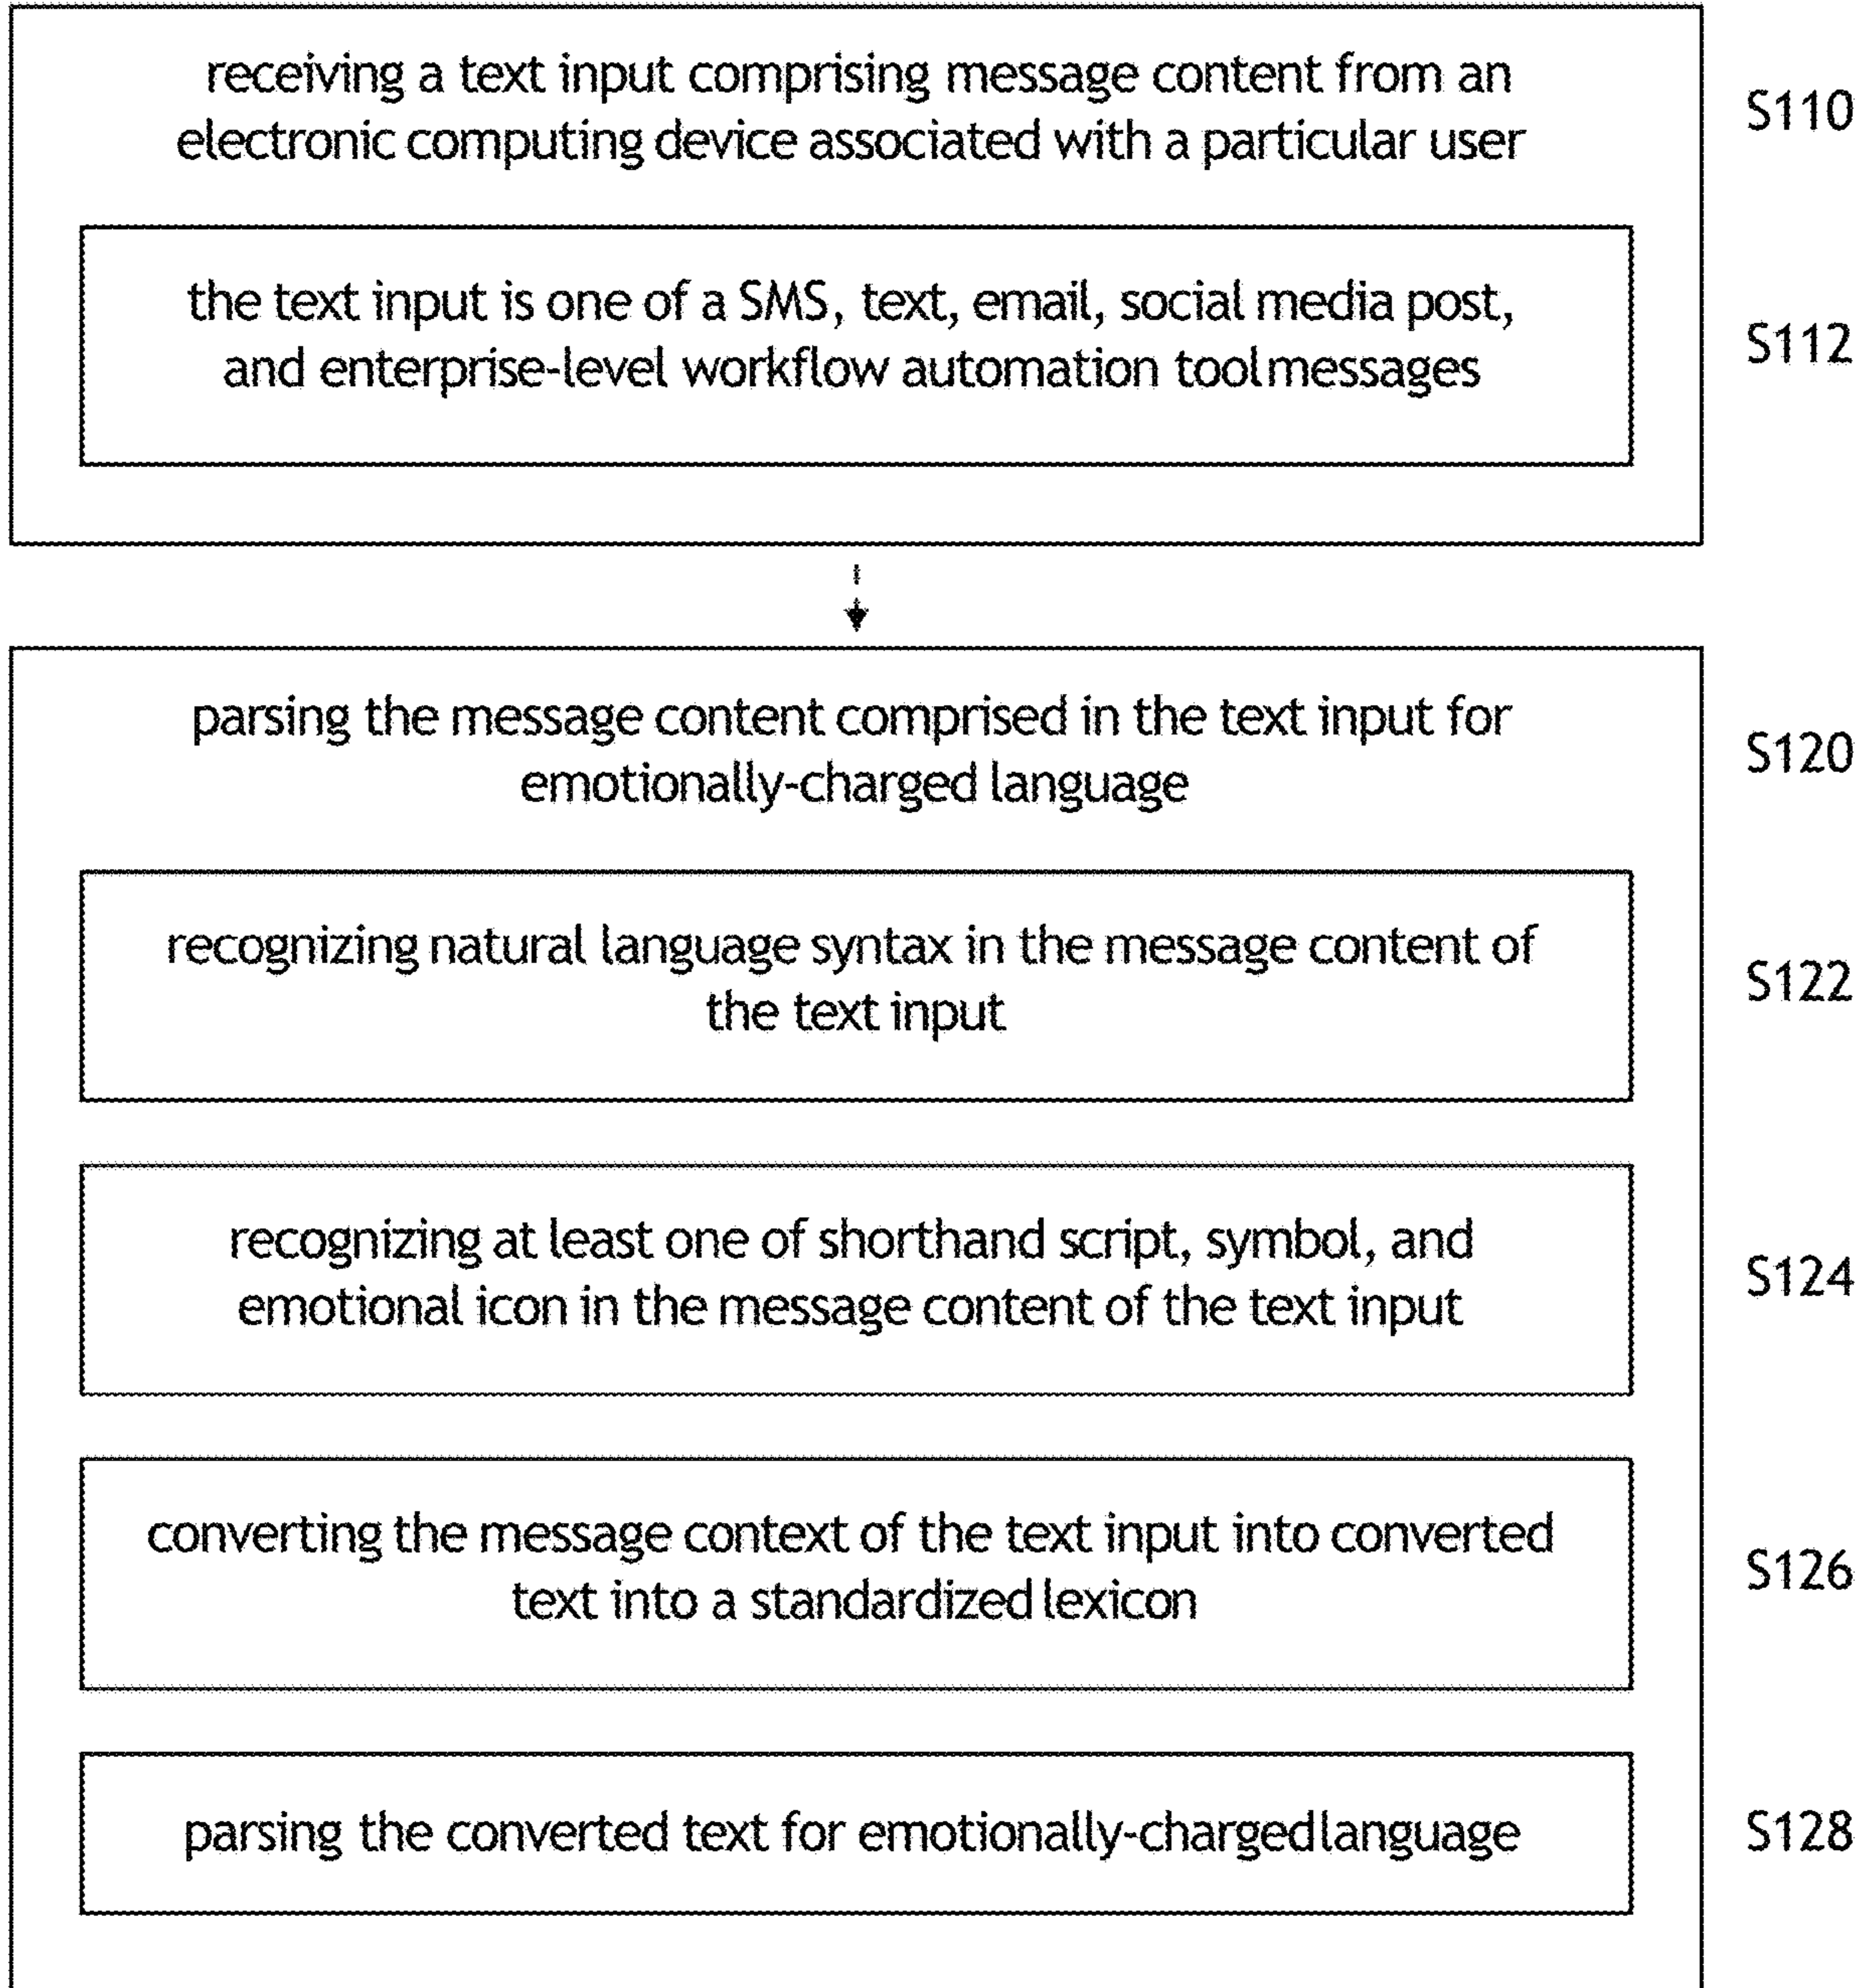 receiving a text input comprising message content from an
electronic computing device associated with a particular user
S110
the text input is one of a SMS, text, email, social media post,
and enterprise-level workflow automation tool messages
S112
parsing the message content comprised in the text input for
emotionally-charged language
S120
recognizing natural language syntax in the message content of
the text input
S122
recognizing at least one of shorthand script, symbol, and
emotional icon in the message content of the text input
S124
converting the message context of the text input into converted
text into a standardized lexicon
S126
parsing the converted text for emotionally-charged language
S128